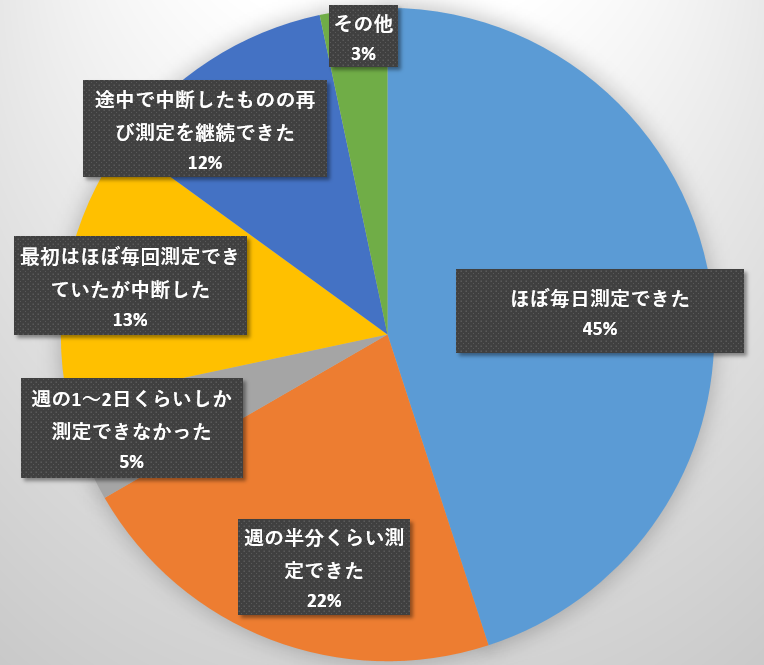 その他
3%
途中で中断したものの再
び測定を継続できた
12%
最初はほぼ毎回測定でき
ていたが中断した
13%
ほぼ毎日測定できた
45%
週の1～2日くらいしか
測定できなかった
5%
週の半分くらい測
定できた
22%